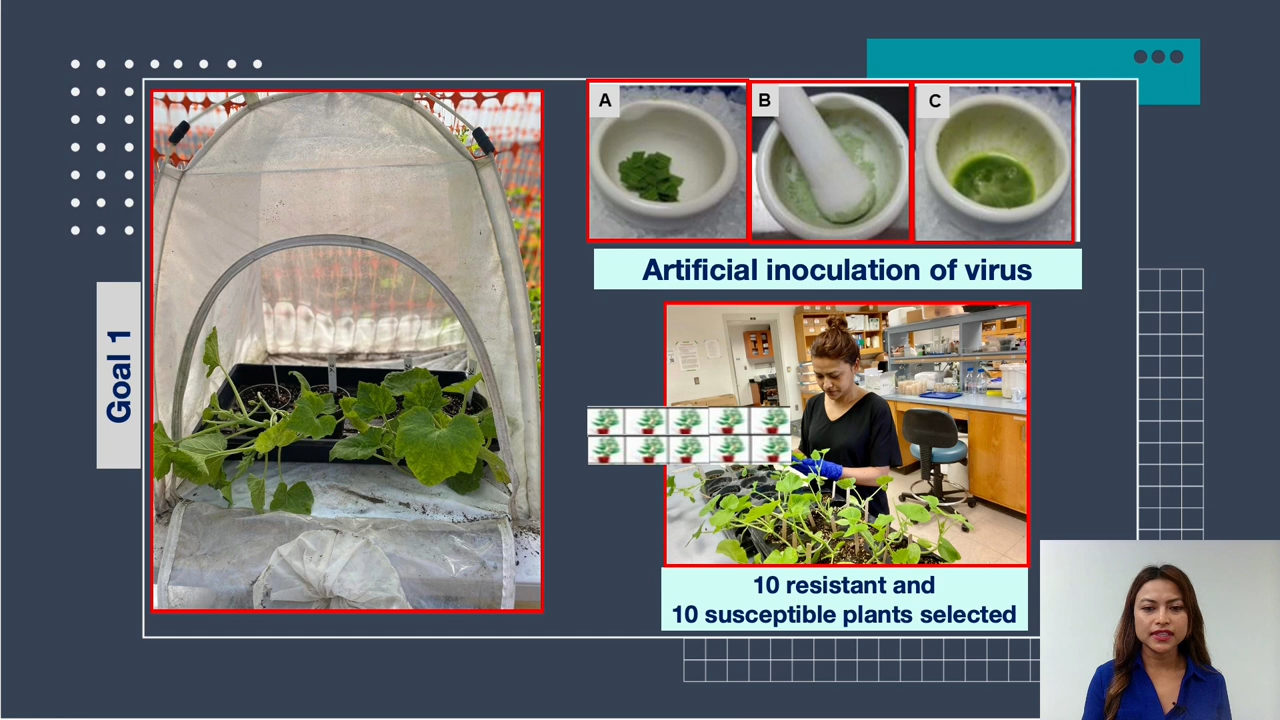 Goal 1
A
B
C
Artificial inoculation of virus
10 resistant and
10 susceptible plants selected